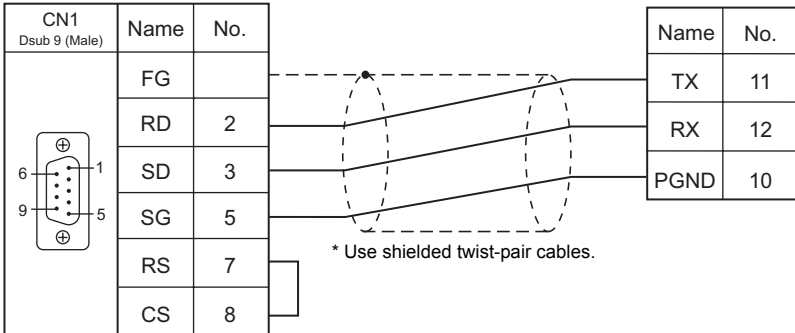 CN1
Dsub 9 (Male)
Name No.
FG
RD 2
SD 3
SG 5
RS 7
CS 8
6 1
9 5
* Use shielded twist-pair cables.
Name No.
TX 11
RX 12
PGND 10